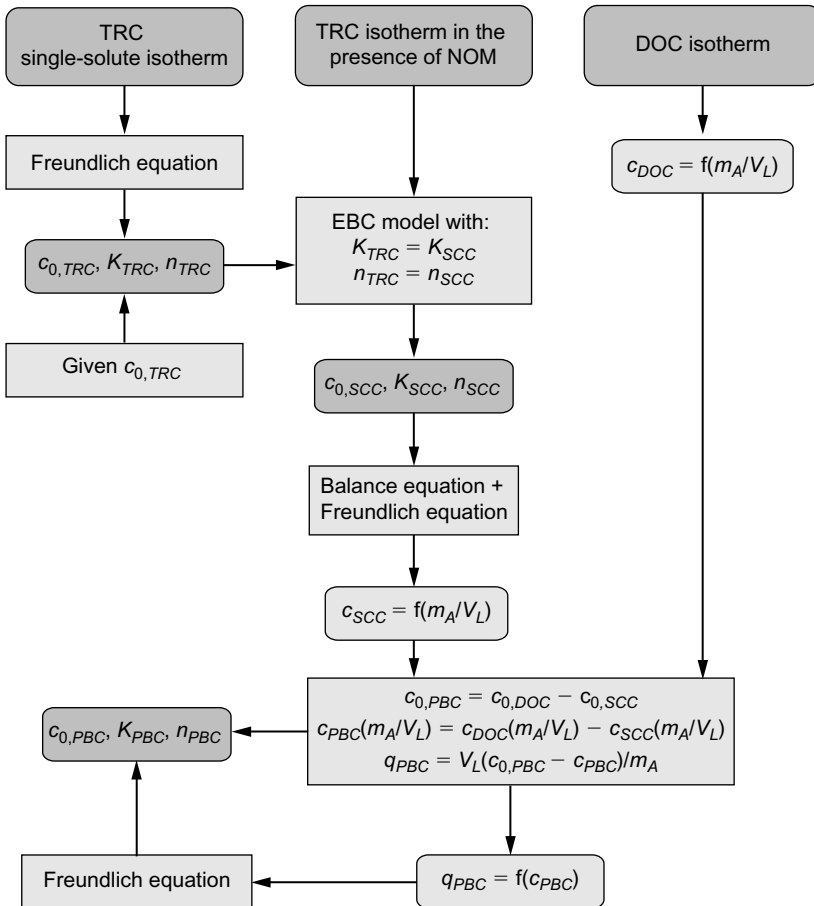 TRC
single-solute isotherm
TRC isotherm in the
presence of NOM
DOC isotherm
Freundlich equation
c_DOC = f(m_A/V_L)
EBC model with:
K_TRC = K_SCC
n_TRC = n_SCC
c_0,TRC, K_TRC, n_TRC
Given c_0,TRC
c_0,SCC, K_SCC, n_SCC
Balance equation +
Freundlich equation
c_SCC = f(m_A/V_L)
c_0,PBC = c_0,DOC − c_0,SCC
c_PBC(m_A/V_L) = c_DOC(m_A/V_L) − c_SCC(m_A/V_L)
q_PBC = V_L(c_0,PBC − c_PBC)/m_A
c_0,PBC, K_PBC, n_PBC
Freundlich equation
q_PBC = f(c_PBC)